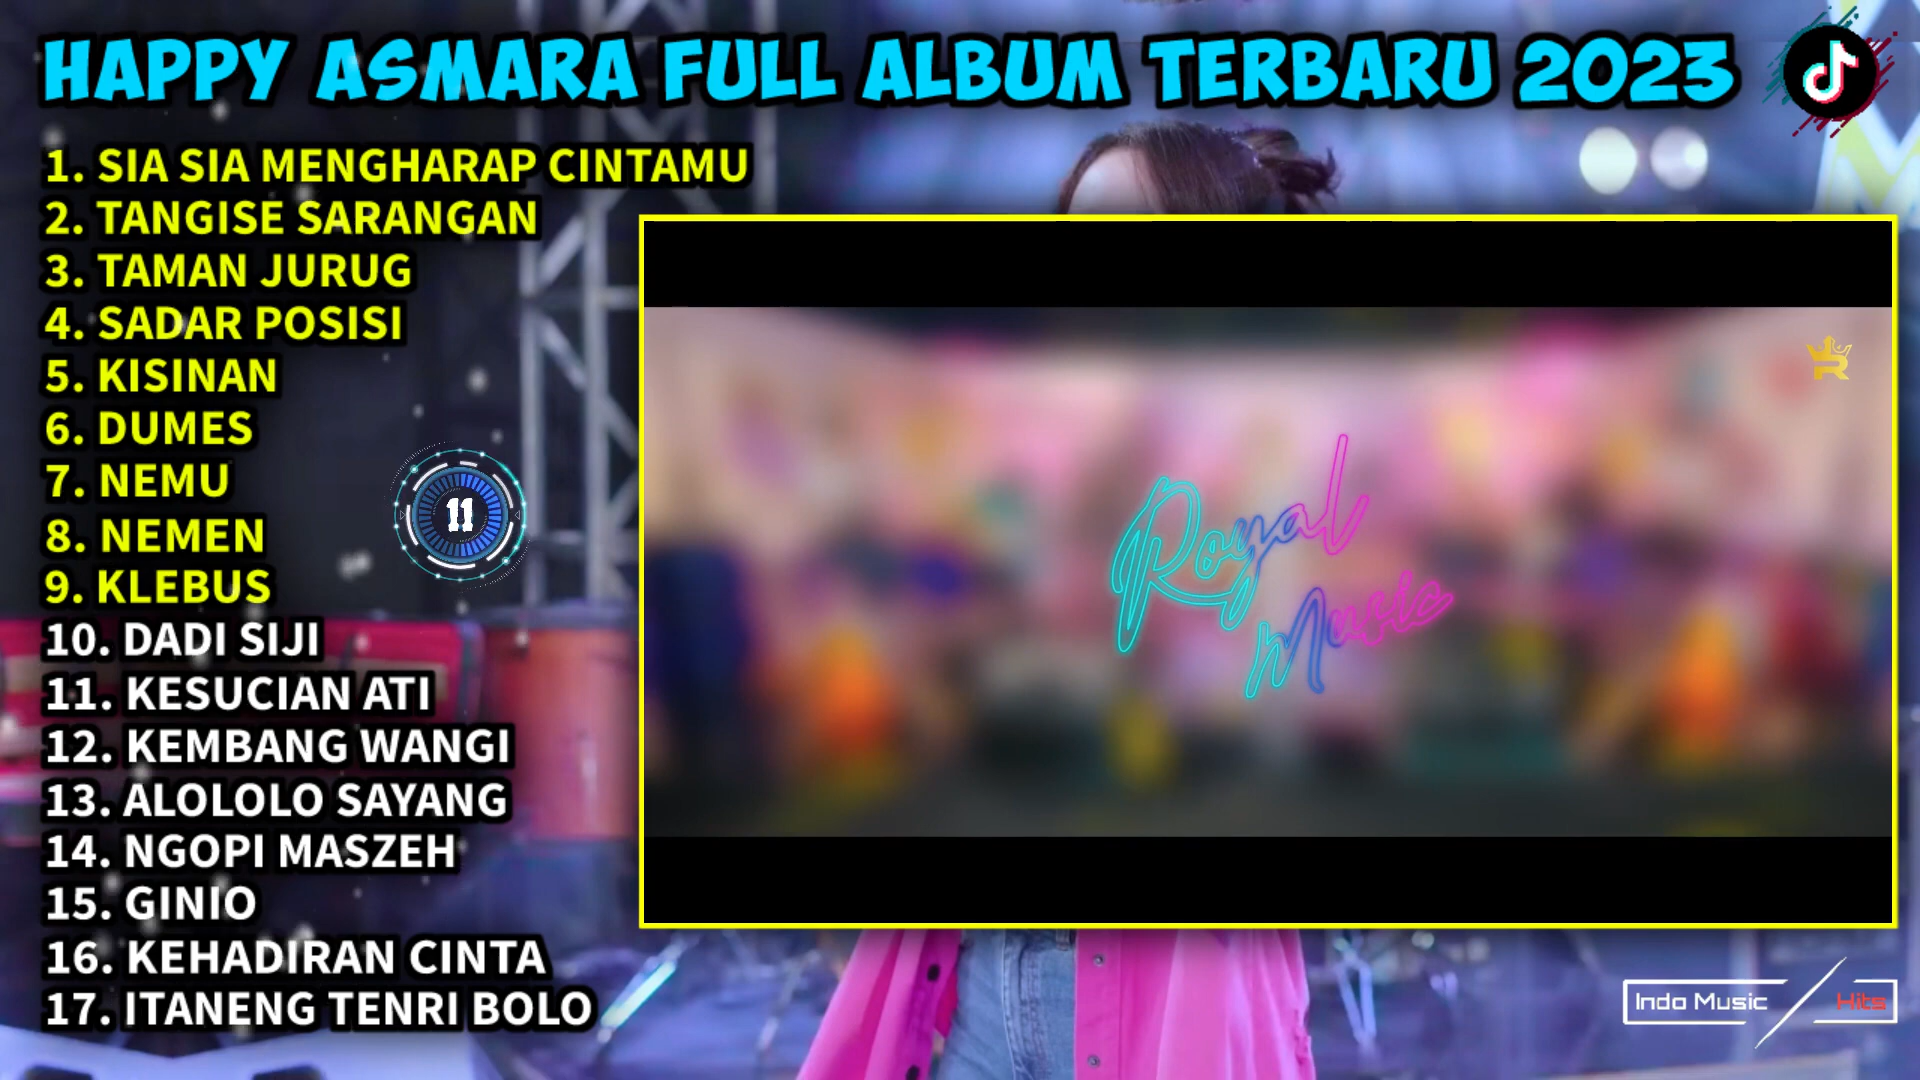 HAPPY ASMARA FULL ALBUM TERBARU 2023
1. SIA SIA MENGHARAP CINTAMU
2. TANGISE SARANGAN
3. TAMAN JURUG
4. SADAR POSISI
5. KISINAN
6. DUMES
7. NEMU
8. NEMEN
9. KLEBUS
10. DADI SIJI
11. KESUCIAN ATI
12. KEMBANG WANGI
13. ALOLOLO SAYANG
14. NGOPI MASZEH
15. GINIO
16. KEHADIRAN CINTA
17. ITANENG TENRI BOLO
11
R
Royal
Music
Indo Music Hits